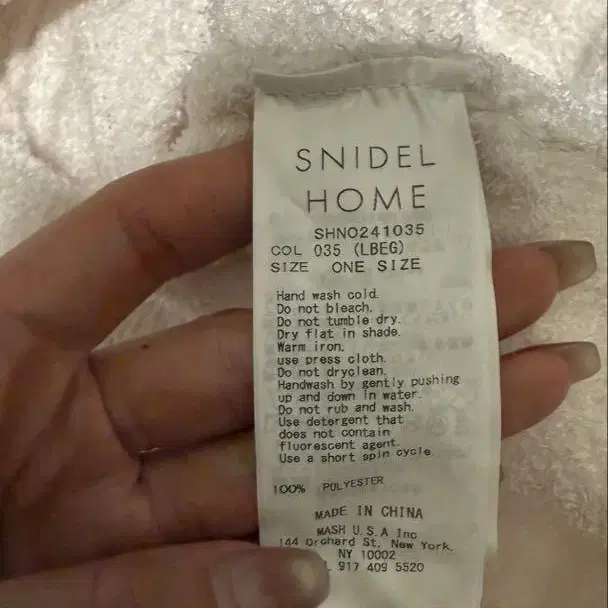 SNIDEL
HOME
SHNO241035
COL 035 (LBEG)
SIZE ONE SIZE
Hand wash cold.
Do not bleach.
Do not tumble dry.
Dry flat in shade.
Warm iron.
use press cloth.
Do not dryclean.
Handwash by gently pushing
up and down in water.
Do not rub and wash.
Use detergent that
does not contain
fluorescent agent.
Use a short spin cycle
100% POLYESTER
MADE IN CHINA
MASH U.S.A Inc
144 Orchard St. New York,
NY 10002
917 409 5520